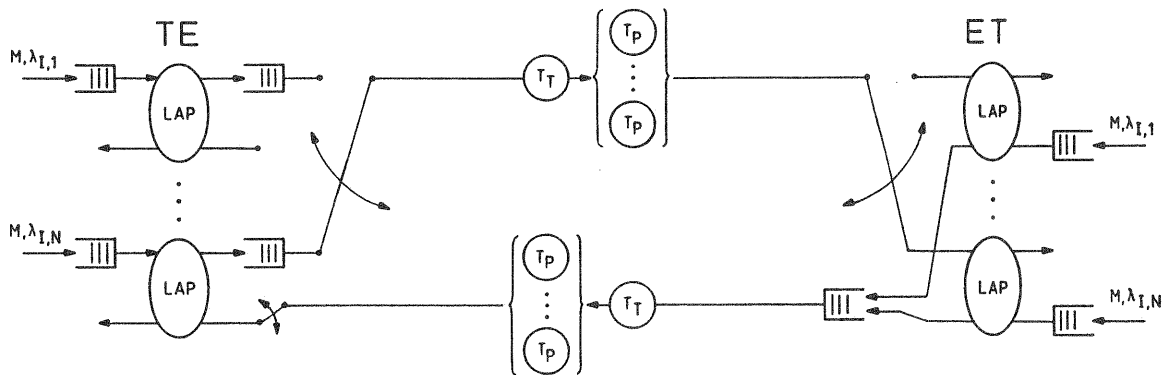 TE
ET
M,λI,1
LAP
TT
TP
TP
LAP
M,λI,1
M,λI,N
LAP
TP
TT
TP
LAP
M,λI,N